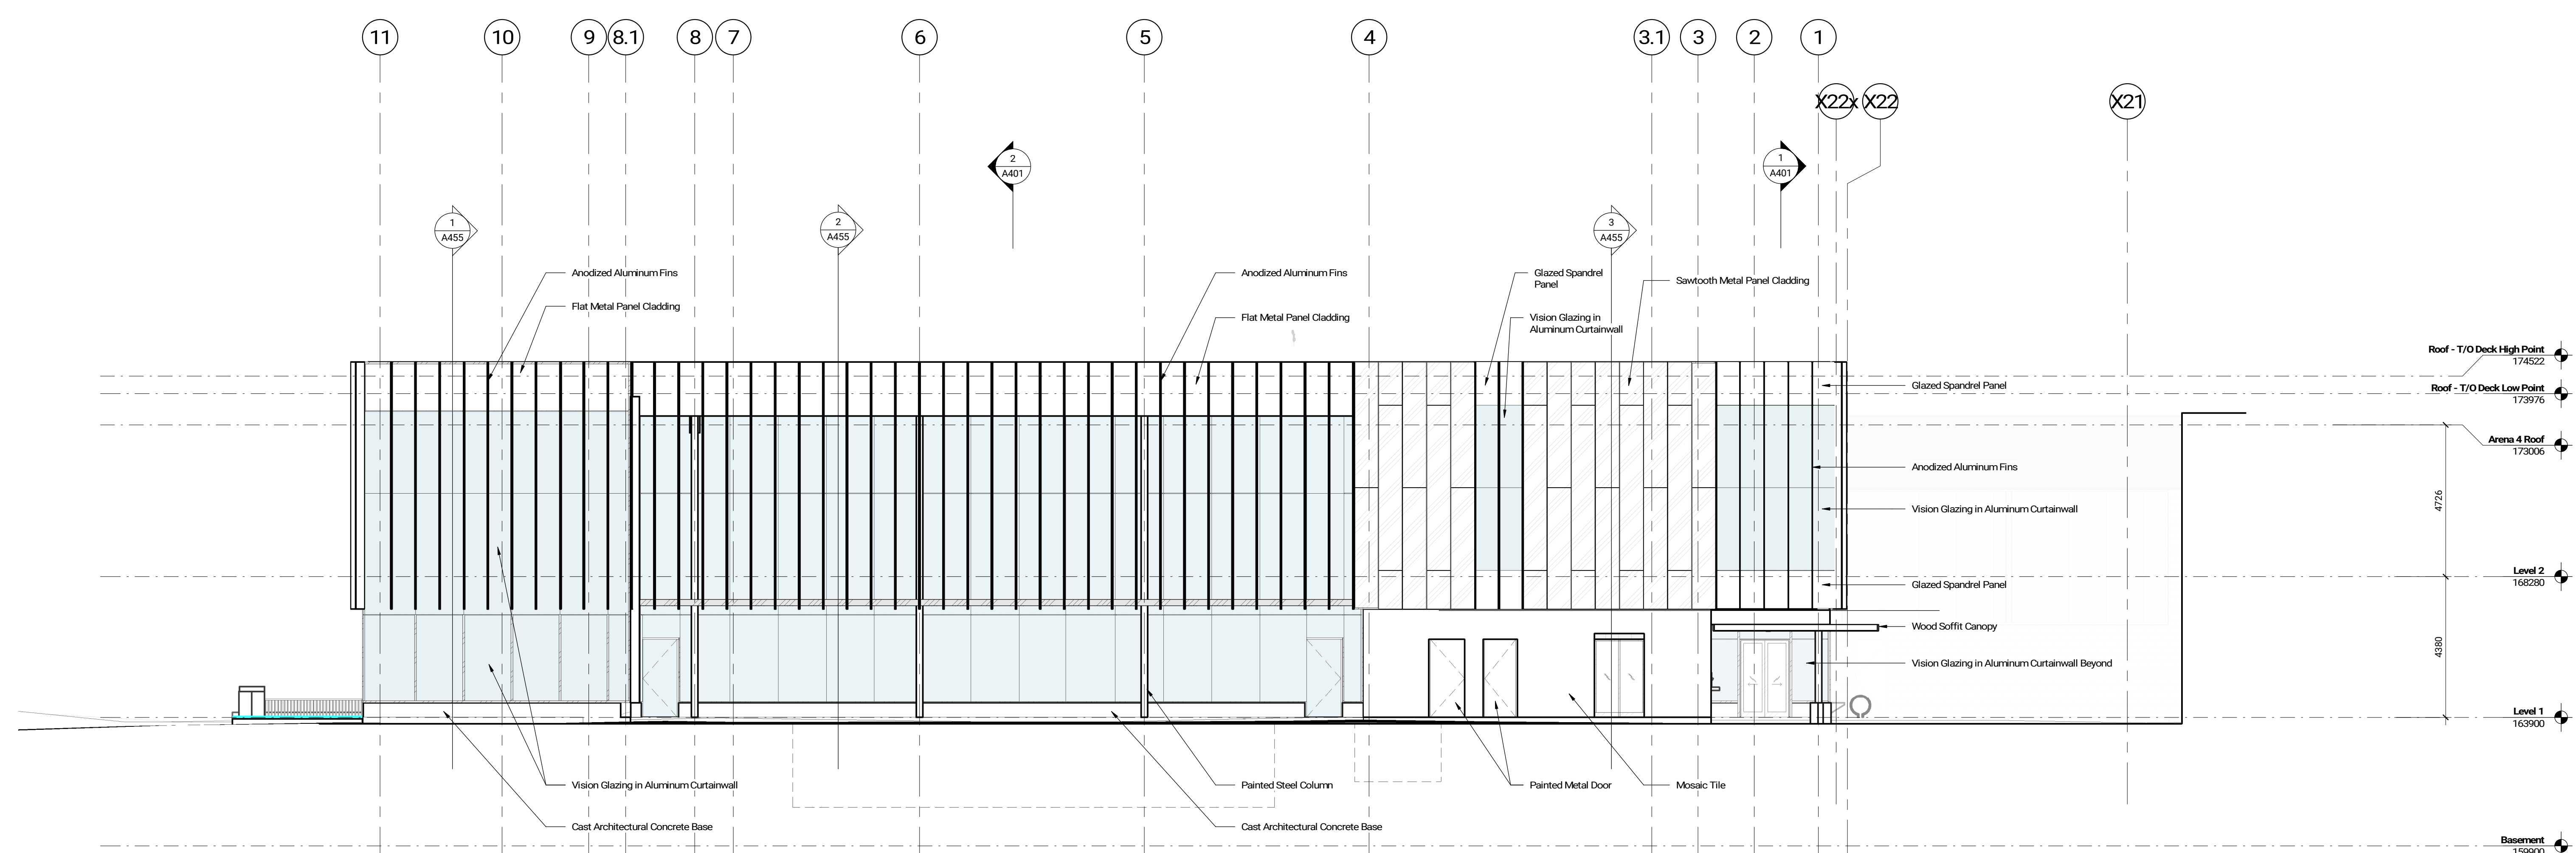 11 10 9 8.1 8 7 6 5 4 3.1 3 2 1
X22x X22 X21
2
A401
1
A401
1
A455
2
A455
3
A455
Anodized Aluminum Fins
Flat Metal Panel Cladding
Anodized Aluminum Fins
Flat Metal Panel Cladding
Glazed Spandrel
Panel
Vision Glazing in
Aluminum Curtainwall
Sawtooth Metal Panel Cladding
Roof - T/O Deck High Point
174522
Glazed Spandrel Panel
Roof - T/O Deck Low Point
173976
Arena 4 Roof
173006
Anodized Aluminum Fins
4726
Vision Glazing in Aluminum Curtainwall
Level 2
168280
Glazed Spandrel Panel
Wood Soffit Canopy
4380
Vision Glazing in Aluminum Curtainwall Beyond
Level 1
163900
Vision Glazing in Aluminum Curtainwall
Painted Steel Column
Painted Metal Door
Mosaic Tile
Cast Architectural Concrete Base
Cast Architectural Concrete Base
Basement
159900